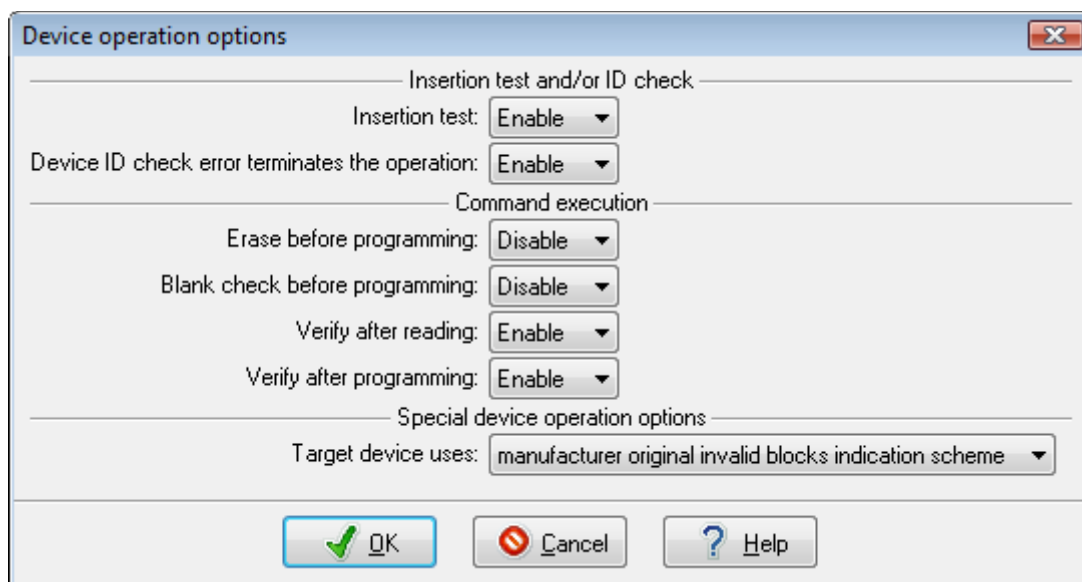 Device operation options
Insertion test and/or ID check
Insertion test: Enable
Device ID check error terminates the operation: Enable
Command execution
Erase before programming: Disable
Blank check before programming: Disable
Verify after reading: Enable
Verify after programming: Enable
Special device operation options
Target device uses: manufacturer original invalid blocks indication scheme
OK Cancel Help